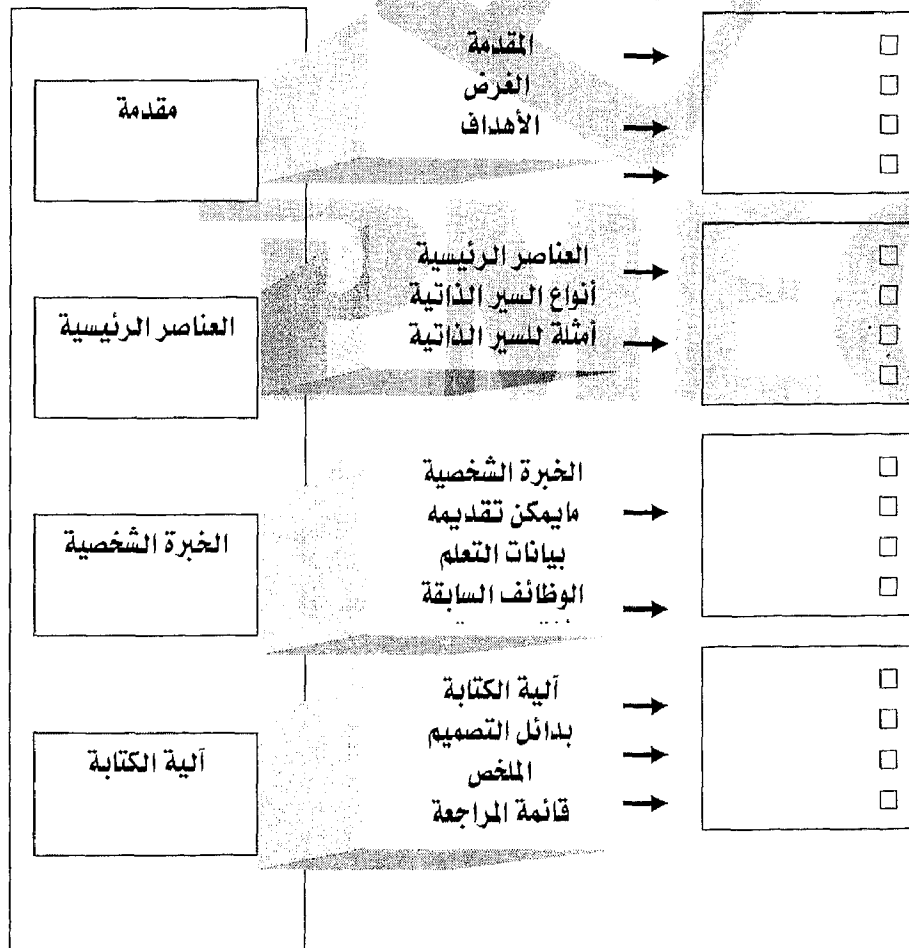 مقدمة
المقدمة
الغرض
الأهداف
العناصر الرئيسية
العناصر الرئيسية
أنواع السير الذاتية
أمثلة للسير الذاتية
الخبرة الشخصية
الخبرة الشخصية
مايمكن تقديمه
بيانات التعلم
الوظائف السابقة
آلية الكتابة
آلية الكتابة
بدائل التصميم
الملخص
قائمة المراجعة